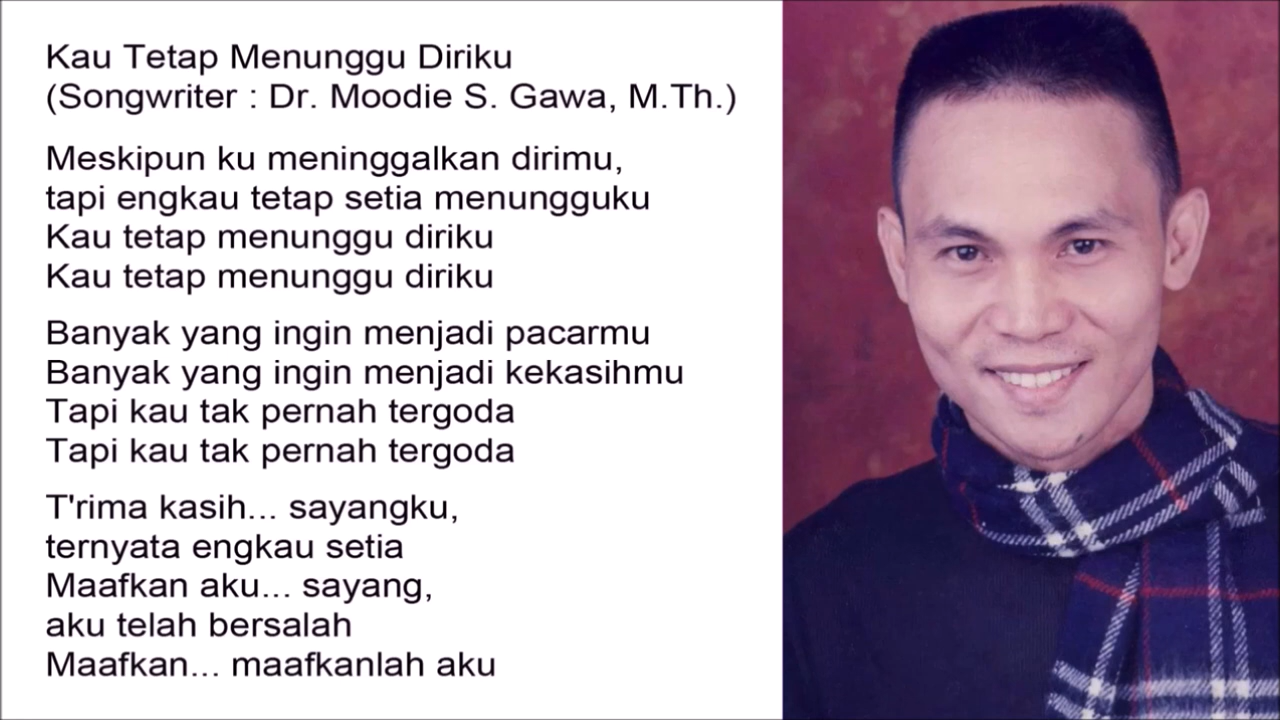 Kau Tetap Menunggu Diriku
(Songwriter : Dr. Moodie S. Gawa, M.Th.)
Meskipun ku meninggalkan dirimu,
tapi engkau tetap setia menungguku
Kau tetap menunggu diriku
Kau tetap menunggu diriku
Banyak yang ingin menjadi pacarmu
Banyak yang ingin menjadi kekasihmu
Tapi kau tak pernah tergoda
Tapi kau tak pernah tergoda
T'rima kasih... sayangku,
ternyata engkau setia
Maafkan aku... sayang,
aku telah bersalah
Maafkan... maafkanlah aku